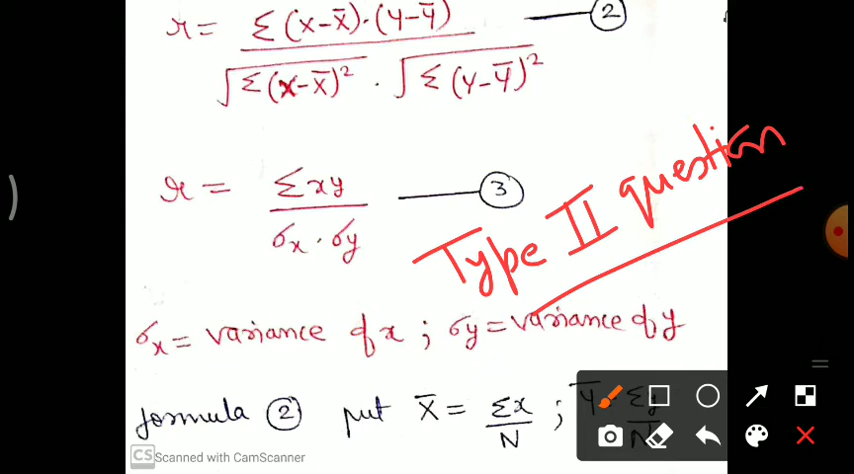 r = Σ(x-x̄)·(y-ȳ) / √Σ(x-x̄)² · √Σ(y-ȳ)² — ②
r = Σxy / σx · σy — ③
Type II question
σx = variance of x ; σy = variance of y
formula ② put X̄ = Σx / N ; Y̅ = Σy / N
CS Scanned with CamScanner